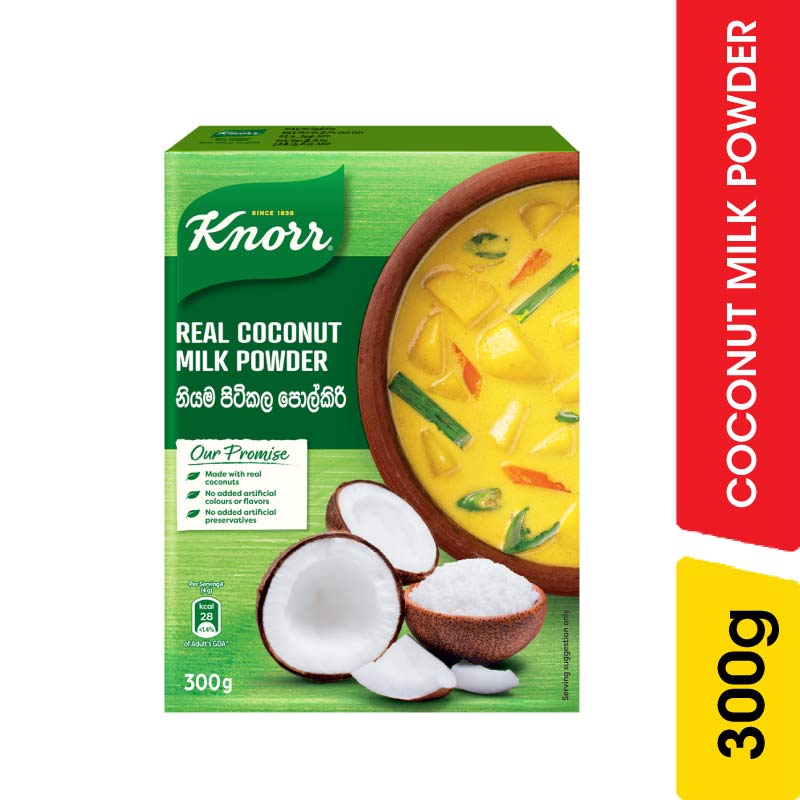 SINCE 1838
Knorr
REAL COCONUT
MILK POWDER
නියම පිටිකල පොල්කිරි
Our Promise
Made with real
coconuts
No added artificial
colours or flavors
No added artificial
preservatives
Per Serving#
(4g)
kcal
28
<1.4%
of Adult's GDA*
300g
Serving suggestion only
COCONUT MILK POWDER
300g